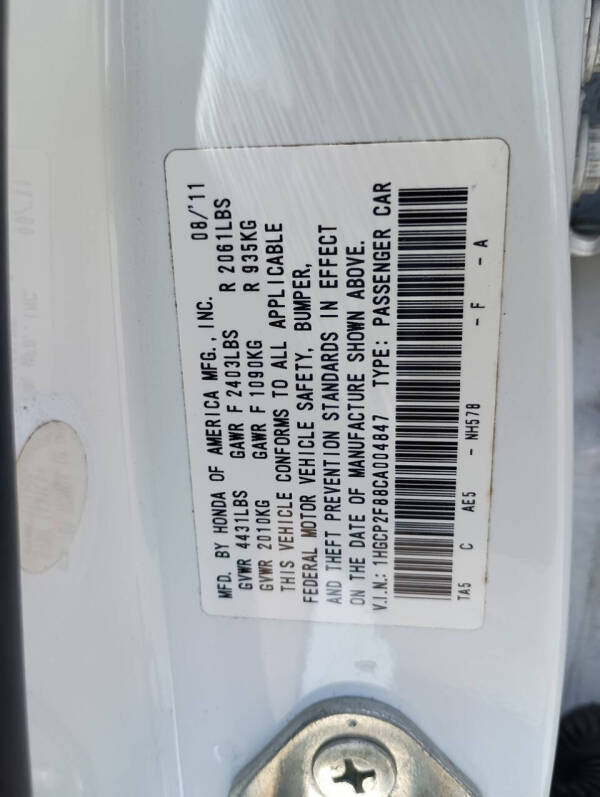 MFD. BY HONDA OF AMERICA MFG., INC. 08/'11
GVWR 4431LBS GAWR F 2403LBS R 2061LBS
GVWR 2010KG GAWR F 1090KG R 935KG
THIS VEHICLE CONFORMS TO ALL APPLICABLE
FEDERAL MOTOR VEHICLE SAFETY, BUMPER,
AND THEFT PREVENTION STANDARDS IN EFFECT
ON THE DATE OF MANUFACTURE SHOWN ABOVE.
V.I.N.: 1HGCP2F88CA004847 TYPE: PASSENGER CAR
TA5 C AE5 - NH578 - F - A